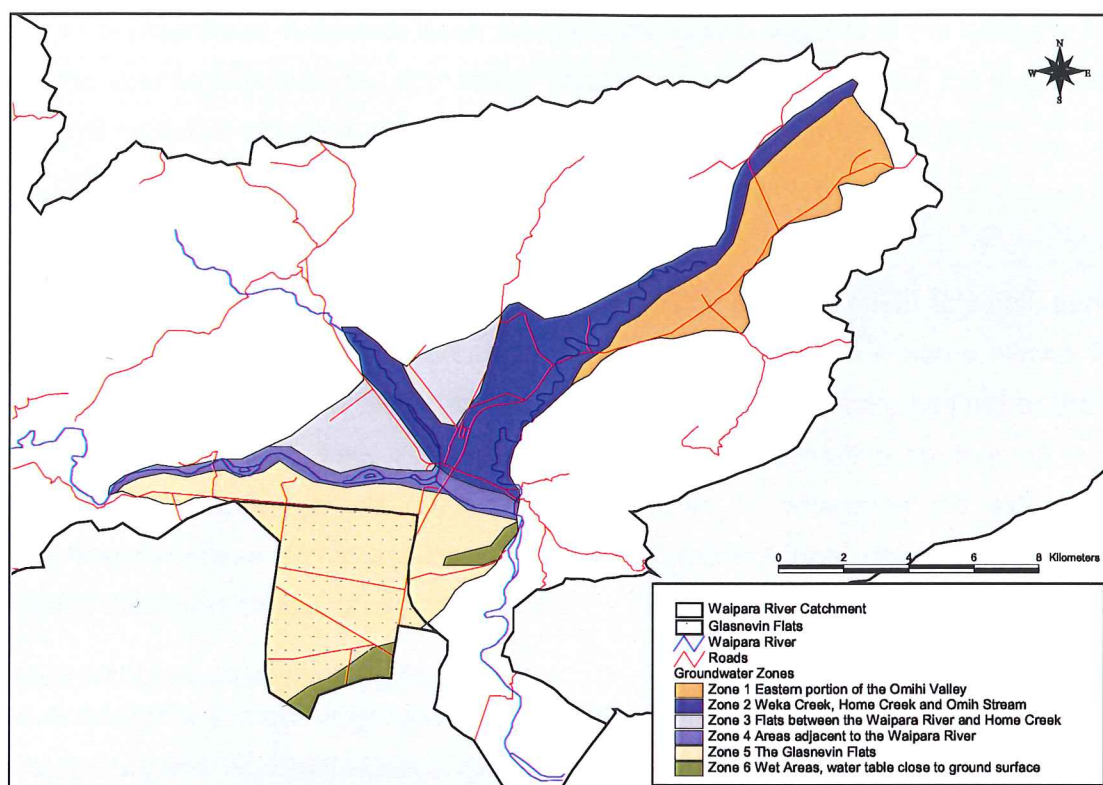 N
W E
S
0 2 4 6 8 Kilometers
Waipara River Catchment
Glasnevin Flats
Waipara River
Roads
Groundwater Zones
Zone 1 Eastern portion of the Omihi Valley
Zone 2 Weka Creek, Home Creek and Omih Stream
Zone 3 Flats between the Waipara River and Home Creek
Zone 4 Areas adjacent to the Waipara River
Zone 5 The Glasnevin Flats
Zone 6 Wet Areas, water table close to ground surface